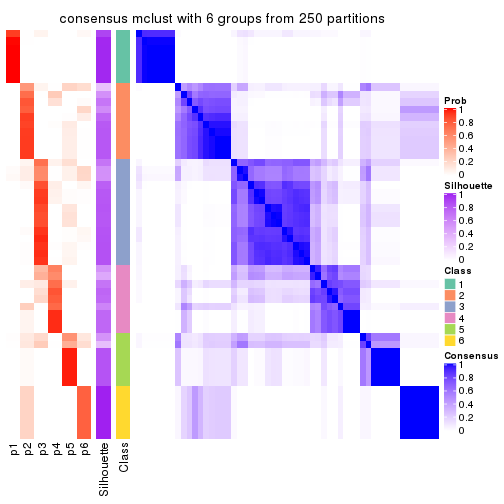 consensus mclust with 6 groups from 250 partitions
Prob
1
0.8
0.6
0.4
0.2
0
Silhouette
1
0.8
0.6
0.4
0.2
0
Class
1
2
3
4
5
6
Consensus
1
0.8
0.6
0.4
0.2
0
p1
p2
p3
p4
p5
p6
Silhouette
Class